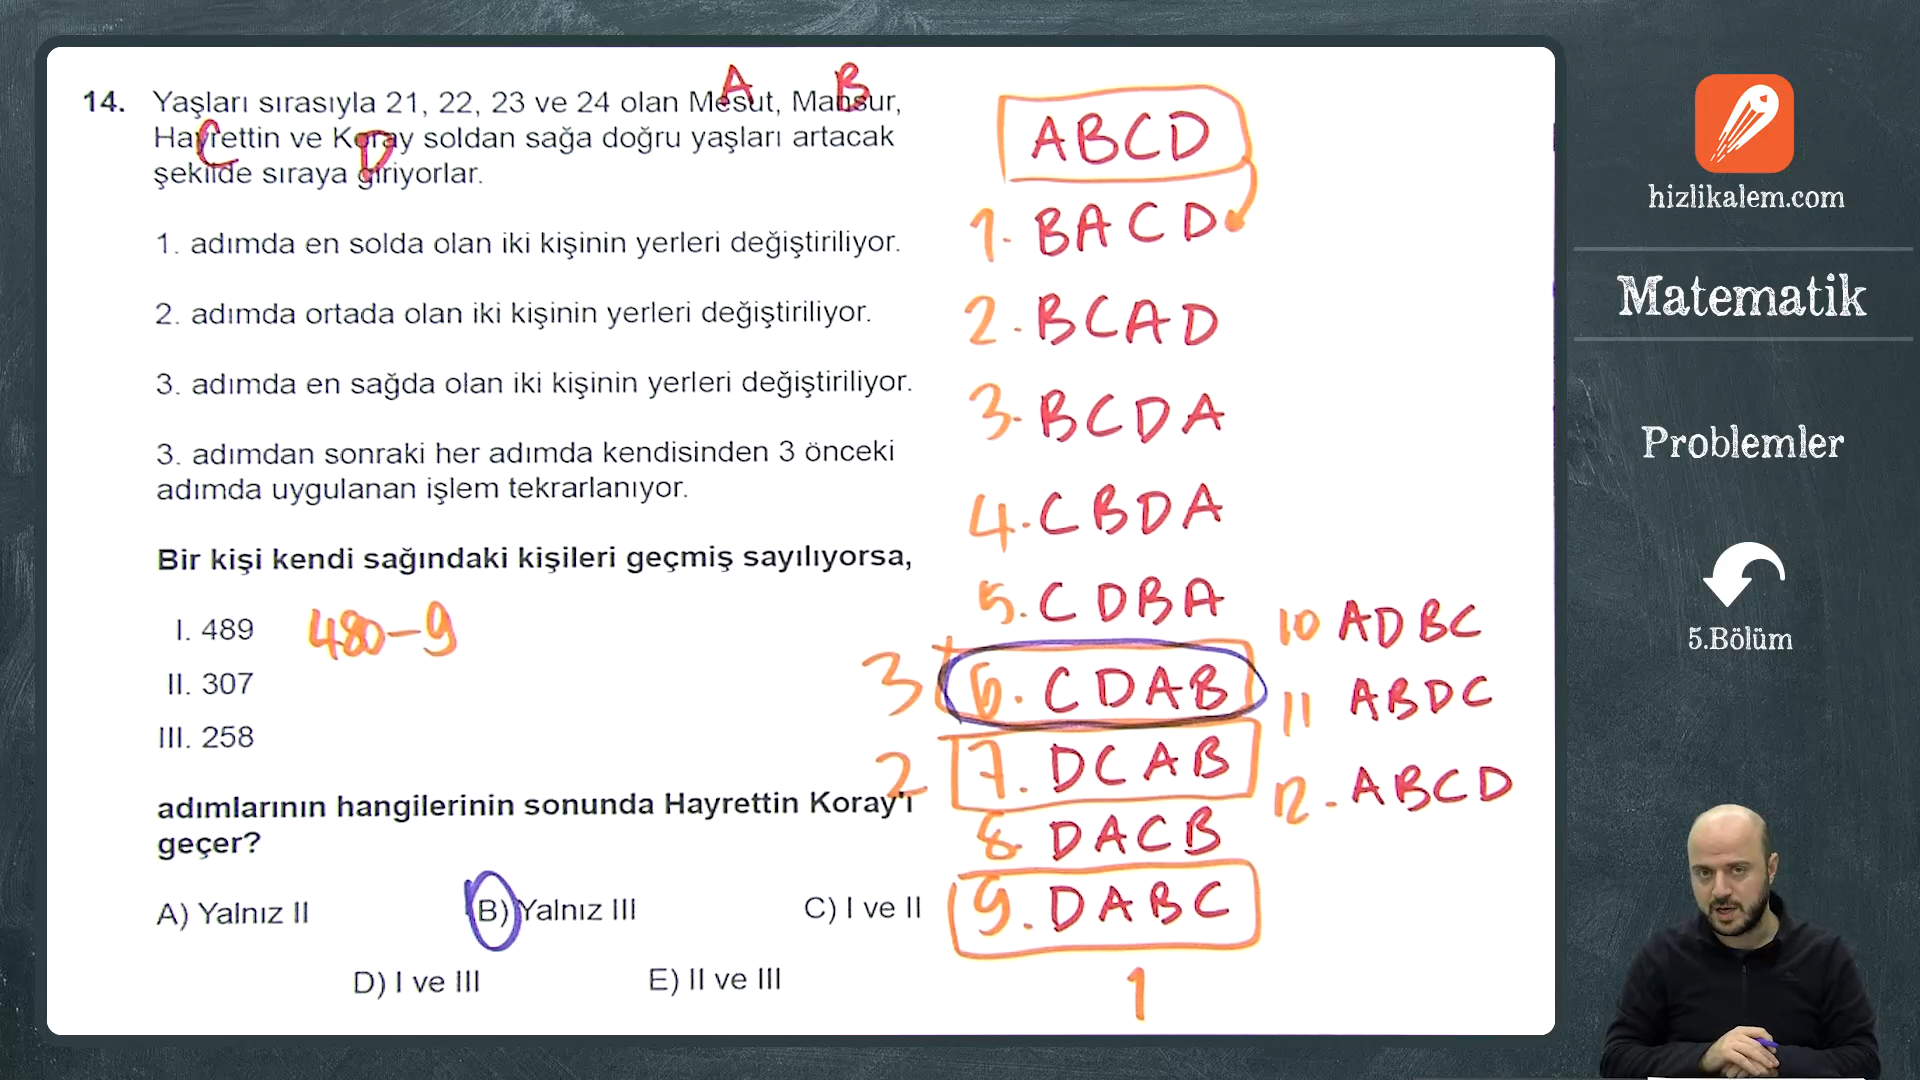 14. Yaşları sırasıyla 21, 22, 23 ve 24 olan Mesut, Mansur,
Hayrettin ve Koray soldan sağa doğru yaşları artacak
şekilde sıraya giriyorlar.
A B
C D
1. adımda en solda olan iki kişinin yerleri değiştiriliyor.
2. adımda ortada olan iki kişinin yerleri değiştiriliyor.
3. adımda en sağda olan iki kişinin yerleri değiştiriliyor.
3. adımdan sonraki her adımda kendisinden 3 önceki
adımda uygulanan işlem tekrarlanıyor.
Bir kişi kendi sağındaki kişileri geçmiş sayılıyorsa,
I. 489 480-9
II. 307
III. 258
adımlarının hangilerinin sonunda Hayrettin Koray'ı
geçer?
A) Yalnız II B) Yalnız III C) I ve II
D) I ve III E) II ve III
ABCD
1. BACD
2. BCAD
3. BCDA
4. CBDA
5. CDBA
3 6. CDAB
2 7. DCAB
8. DACB
9. DABC
1
10 ADBC
11 ABDC
12. ABCD
hizlikalem.com
Matematik
Problemler
5.Bölüm